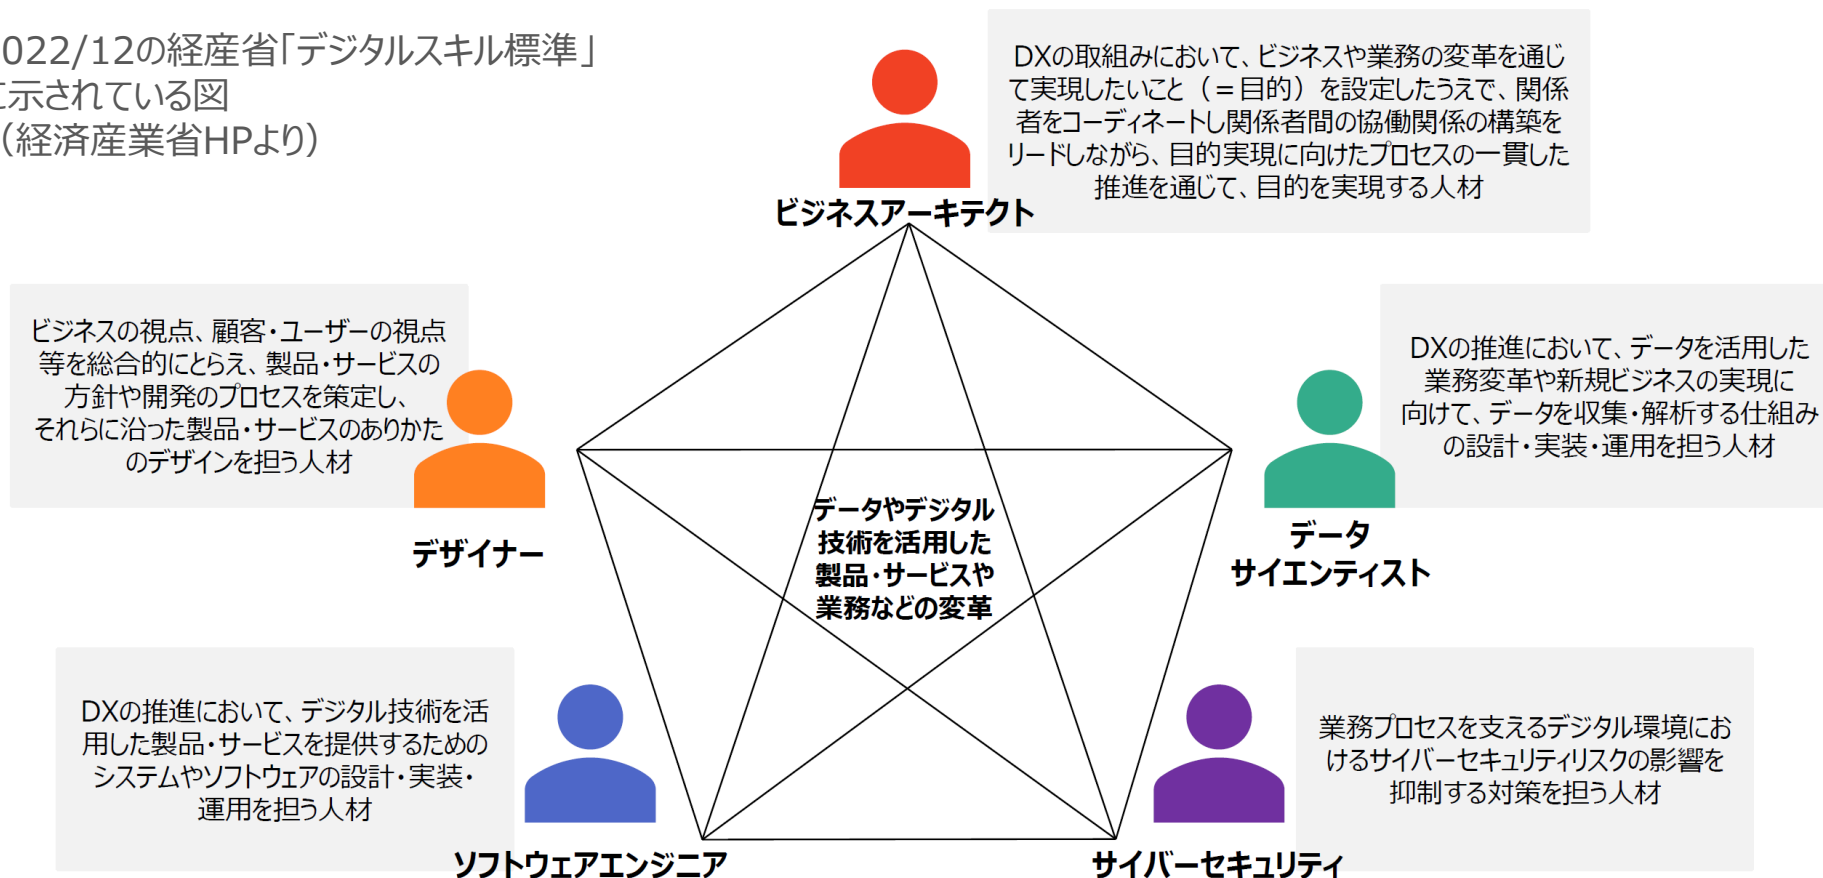 022/12の経産省「デジタルスキル標準」
に示されている図
（経済産業省HPより）
DXの取組みにおいて、ビジネスや業務の変革を通じ
て実現したいこと（＝目的）を設定したうえで、関係
者をコーディネートし関係者間の協働関係の構築を
リードしながら、目的実現に向けたプロセスの一貫した
推進を通じて、目的を実現する人材
ビジネスアーキテクト
ビジネスの視点、顧客・ユーザーの視点
等を総合的にとらえ、製品・サービスの
方針や開発のプロセスを策定し、
それらに沿った製品・サービスのありかた
のデザインを担う人材
デザイナー
DXの推進において、データを活用した
業務変革や新規ビジネスの実現に
向けて、データを収集・解析する仕組み
の設計・実装・運用を担う人材
データ
サイエンティスト
データやデジタル
技術を活用した
製品・サービスや
業務などの変革
DXの推進において、デジタル技術を活
用した製品・サービスを提供するための
システムやソフトウェアの設計・実装・
運用を担う人材
ソフトウェアエンジニア
業務プロセスを支えるデジタル環境にお
けるサイバーセキュリティリスクの影響を
抑制する対策を担う人材
サイバーセキュリティ